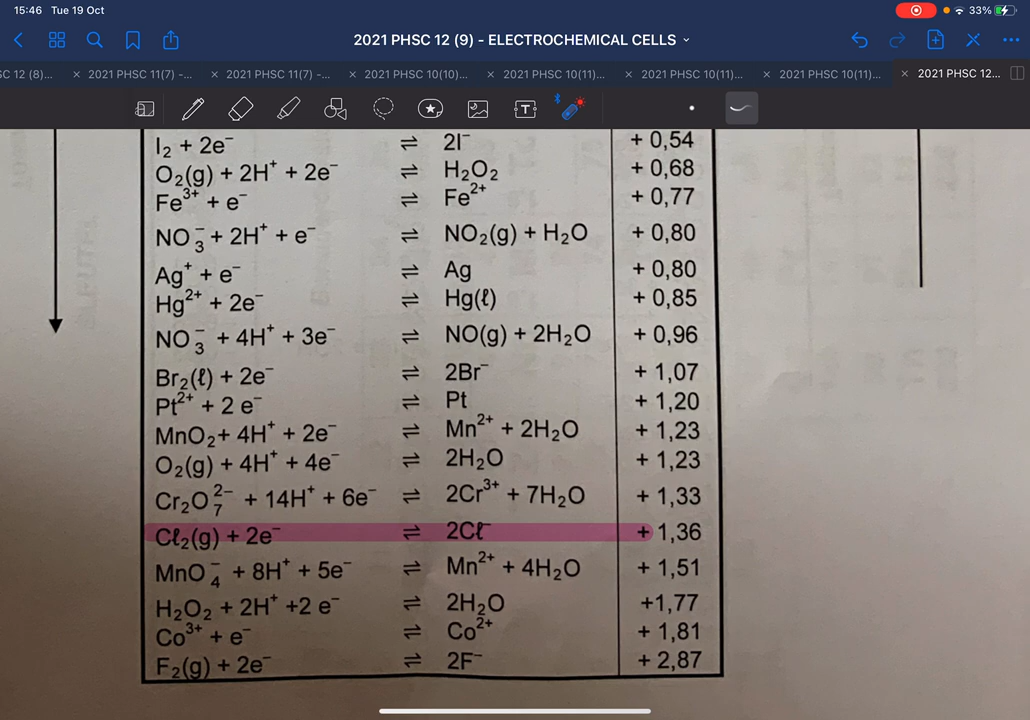 15:46 Tue 19 Oct
33%
2021 PHSC 12 (9) - ELECTROCHEMICAL CELLS
SC 12 (8)... × 2021 PHSC 11(7) -... × 2021 PHSC 11(7) -... × 2021 PHSC 10(10)... × 2021 PHSC 10(11)... × 2021 PHSC 10(11)... × 2021 PHSC 10(11)... × 2021 PHSC 12...
I₂ + 2e⁻ ⇌ 2I⁻ + 0,54
O₂(g) + 2H⁺ + 2e⁻ ⇌ H₂O₂ + 0,68
Fe³⁺ + e⁻ ⇌ Fe²⁺ + 0,77
NO₃⁻ + 2H⁺ + e⁻ ⇌ NO₂(g) + H₂O + 0,80
Ag⁺ + e⁻ ⇌ Ag + 0,80
Hg²⁺ + 2e⁻ ⇌ Hg(ℓ) + 0,85
NO₃⁻ + 4H⁺ + 3e⁻ ⇌ NO(g) + 2H₂O + 0,96
Br₂(ℓ) + 2e⁻ ⇌ 2Br⁻ + 1,07
Pt²⁺ + 2 e⁻ ⇌ Pt + 1,20
MnO₂+ 4H⁺ + 2e⁻ ⇌ Mn²⁺ + 2H₂O + 1,23
O₂(g) + 4H⁺ + 4e⁻ ⇌ 2H₂O + 1,23
Cr₂O₇²⁻ + 14H⁺ + 6e⁻ ⇌ 2Cr³⁺ + 7H₂O + 1,33
Cℓ₂(g) + 2e⁻ ⇌ 2Cℓ⁻ + 1,36
MnO₄⁻ + 8H⁺ + 5e⁻ ⇌ Mn²⁺ + 4H₂O + 1,51
H₂O₂ + 2H⁺ +2 e⁻ ⇌ 2H₂O +1,77
Co³⁺ + e⁻ ⇌ Co²⁺ + 1,81
F₂(g) + 2e⁻ ⇌ 2F⁻ + 2,87